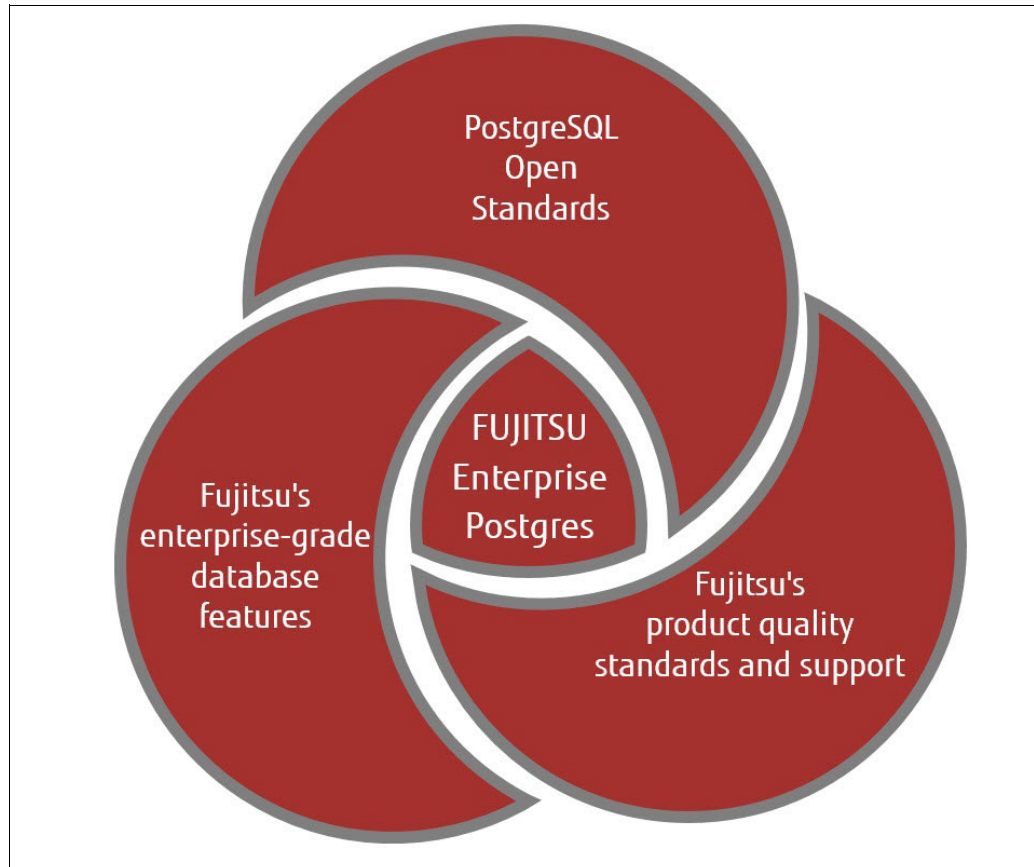 PostgreSQL
Open
Standards
FUJITSU
Enterprise
Postgres
Fujitsu's
enterprise-grade
database
features
Fujitsu's
product quality
standards and support